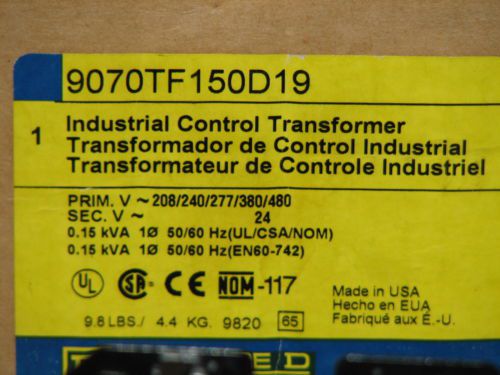 9070TF150D19
1
Industrial Control Transformer
Transformador de Control Industrial
Transformateur de Controle Industriel
PRIM. V ~ 208/240/277/380/480
SEC. V ~ 24
0.15 kVA 1Ø 50/60 Hz(UL/CSA/NOM)
0.15 kVA 1Ø 50/60 Hz(EN60-742)
UL SA CE NOM-117
Made in USA
Hecho en EUA
Fabriqué aux É.-U.
9.8 LBS./ 4.4 KG. 9820 65